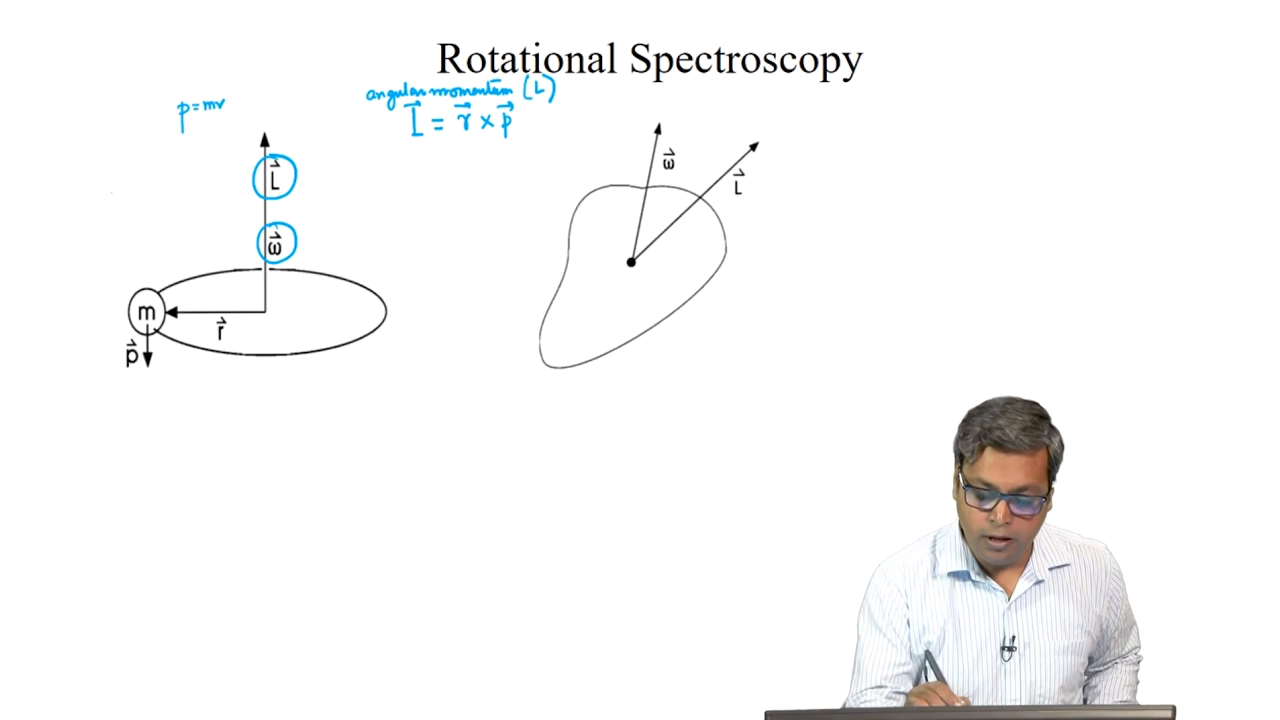 Rotational Spectroscopy
angular momentum (L)
p = mv
L⃗ = r⃗ × p⃗
L⃗
ω⃗
m
r⃗
p⃗
ω⃗
L⃗